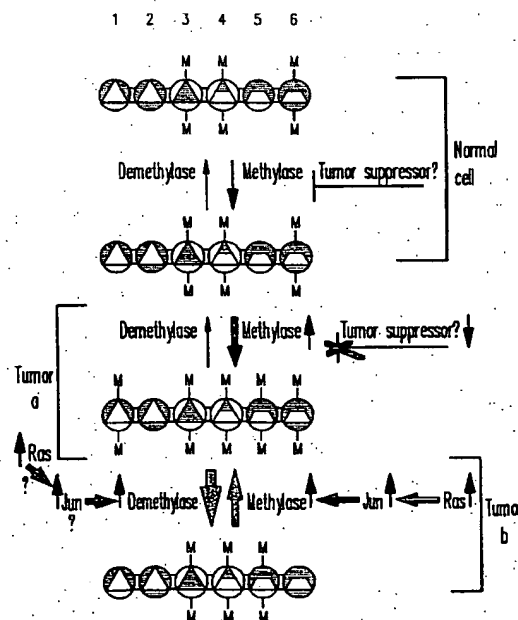 1 2 3 4 5 6
M M M
M M M
Normal
cell
Demethylase Methylase Tumor suppressor?
M M M
M M M
Demethylase Methylase Tumor suppressor?
Tumor
a
M M M M M
M M M M M
Ras
?
Jun
?
Demethylase Methylase Jun Ras
Tumor
b
M M M
M M M